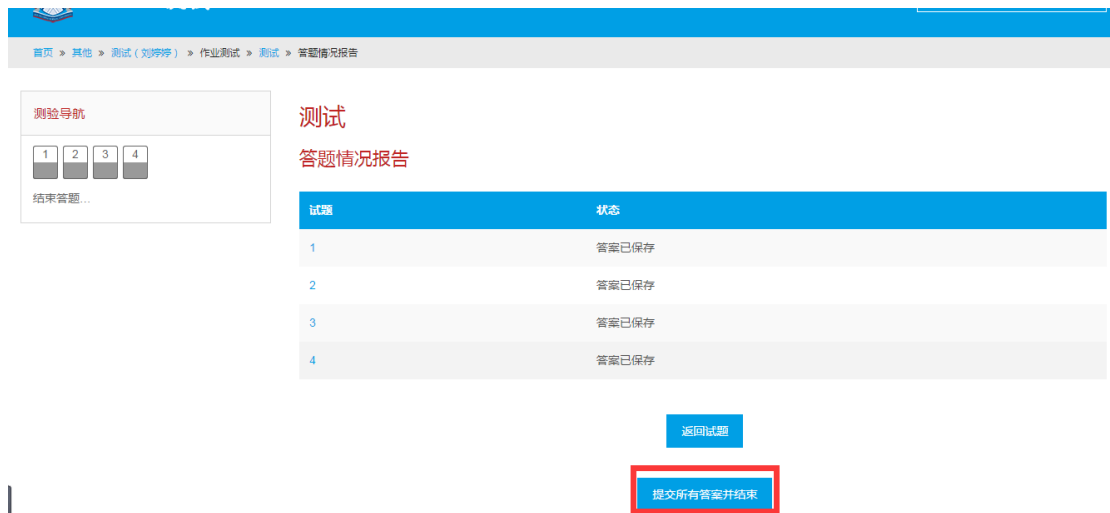 首页 » 其他 » 测试（刘婷婷） » 作业测试 » 测试 » 答题情况报告
测验导航
1 2 3 4
结束答题...
测试
答题情况报告
试题 状态
1 答案已保存
2 答案已保存
3 答案已保存
4 答案已保存
返回试题
提交所有答案并结束